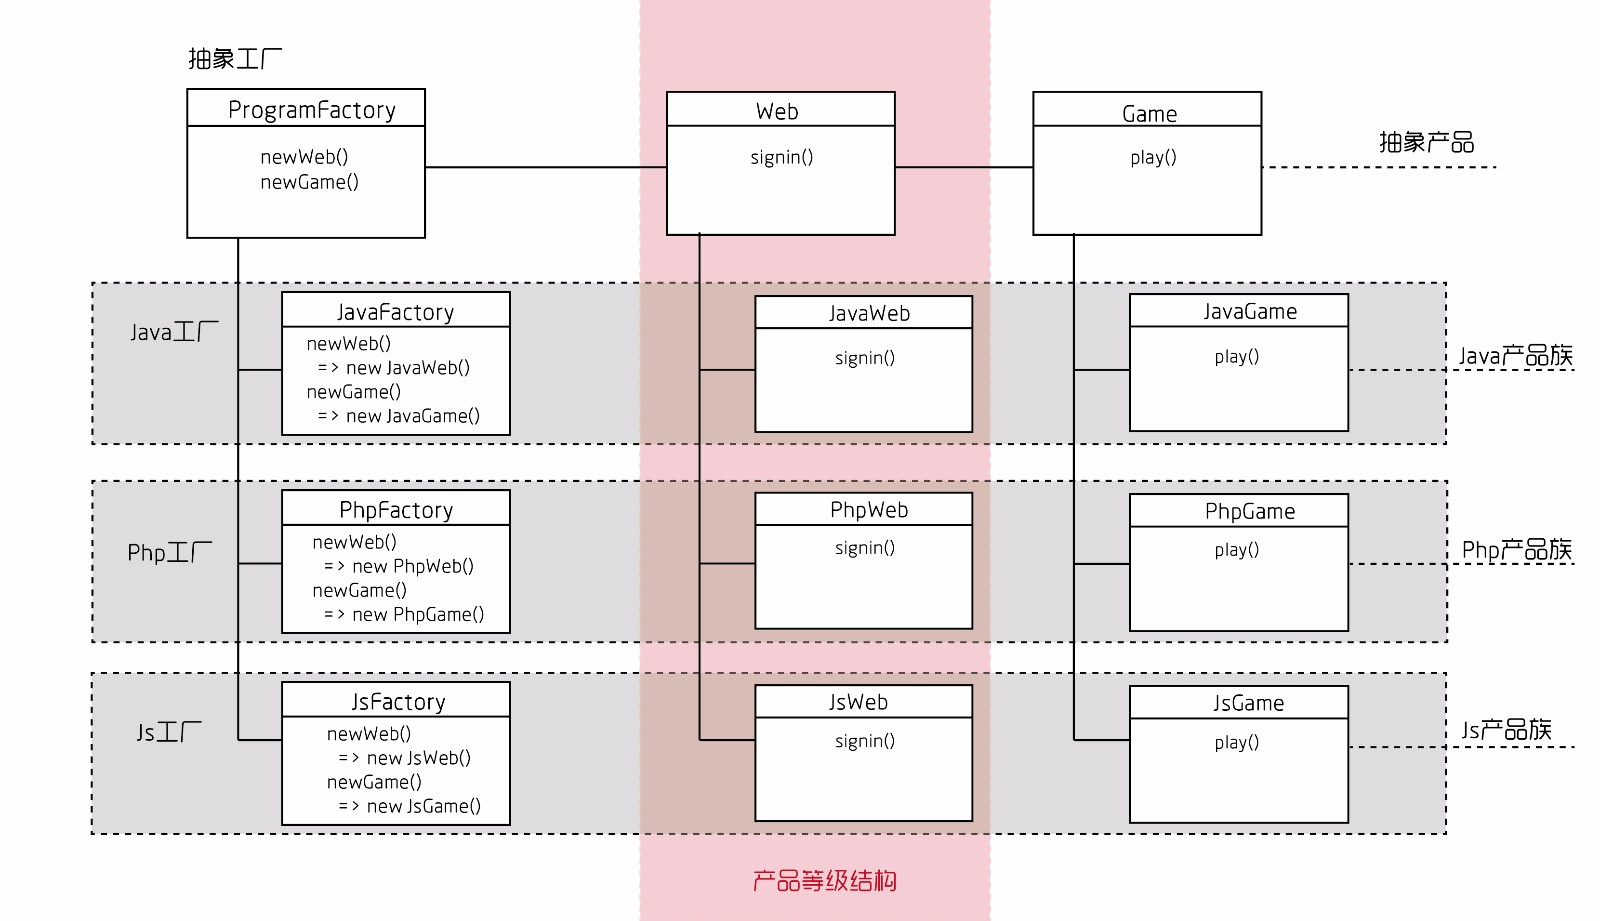 抽象工厂
ProgramFactory
newWeb()
newGame()
Web
signin()
Game
play()
抽象产品
Java工厂
JavaFactory
newWeb()
=> new JavaWeb()
newGame()
=> new JavaGame()
JavaWeb
signin()
JavaGame
play()
Java产品族
Php工厂
PhpFactory
newWeb()
=> new PhpWeb()
newGame()
=> new PhpGame()
PhpWeb
signin()
PhpGame
play()
Php产品族
Js工厂
JsFactory
newWeb()
=> new JsWeb()
newGame()
=> new JsGame()
JsWeb
signin()
JsGame
play()
Js产品族
产品等级结构